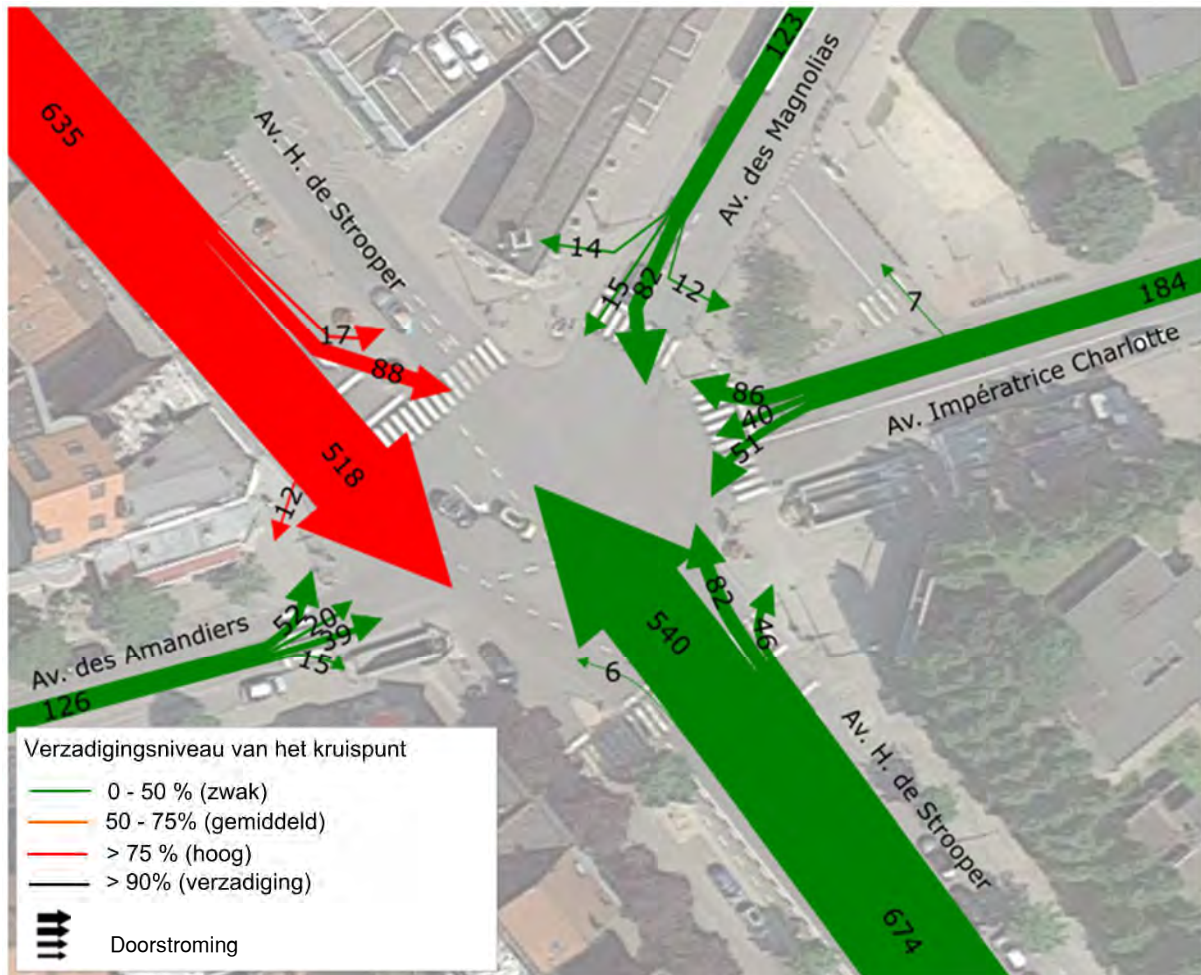 635
123
Av. H. de Strooper
Av. des Magnolias
14
82
15
12
7
184
17
88
86
40
51
Av. Impératrice Charlotte
518
12
82
46
540
6
52
20
39
15
Av. des Amandiers
126
Av. H. de Strooper
674
Verzadigingsniveau van het kruispunt
0 - 50 % (zwak)
50 - 75% (gemiddeld)
> 75 % (hoog)
> 90% (verzadiging)
Doorstroming